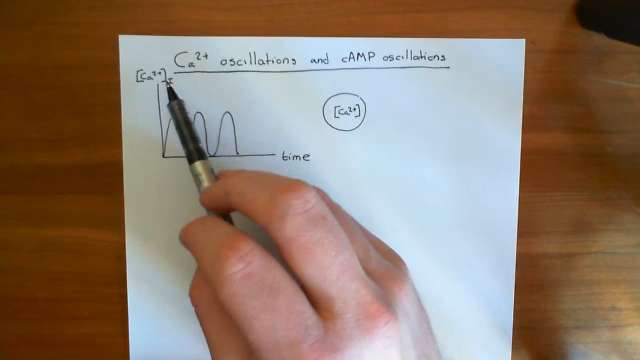 Ca²⁺ oscillations and cAMP oscillations
[Ca²⁺]ᵢ
[Ca²⁺]
time